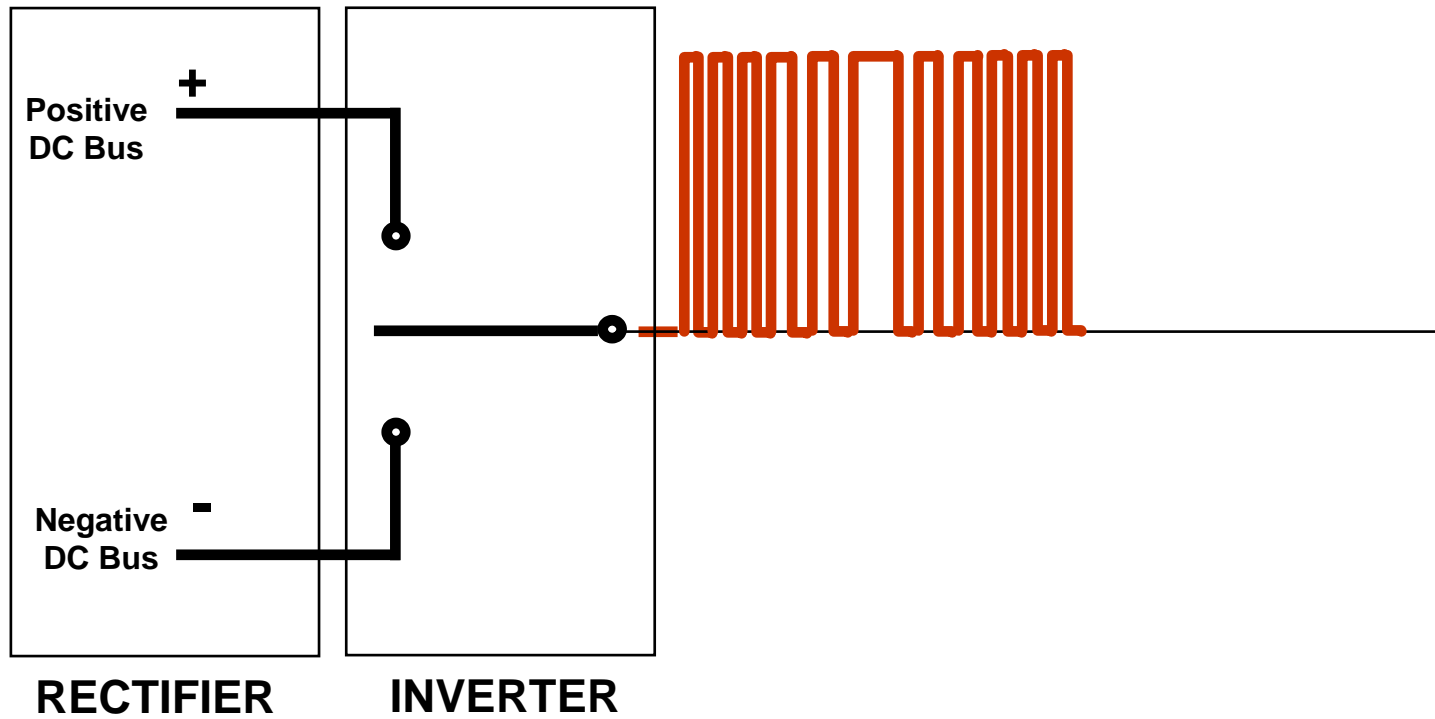 +
Positive
DC Bus
-
Negative
DC Bus
RECTIFIER
INVERTER